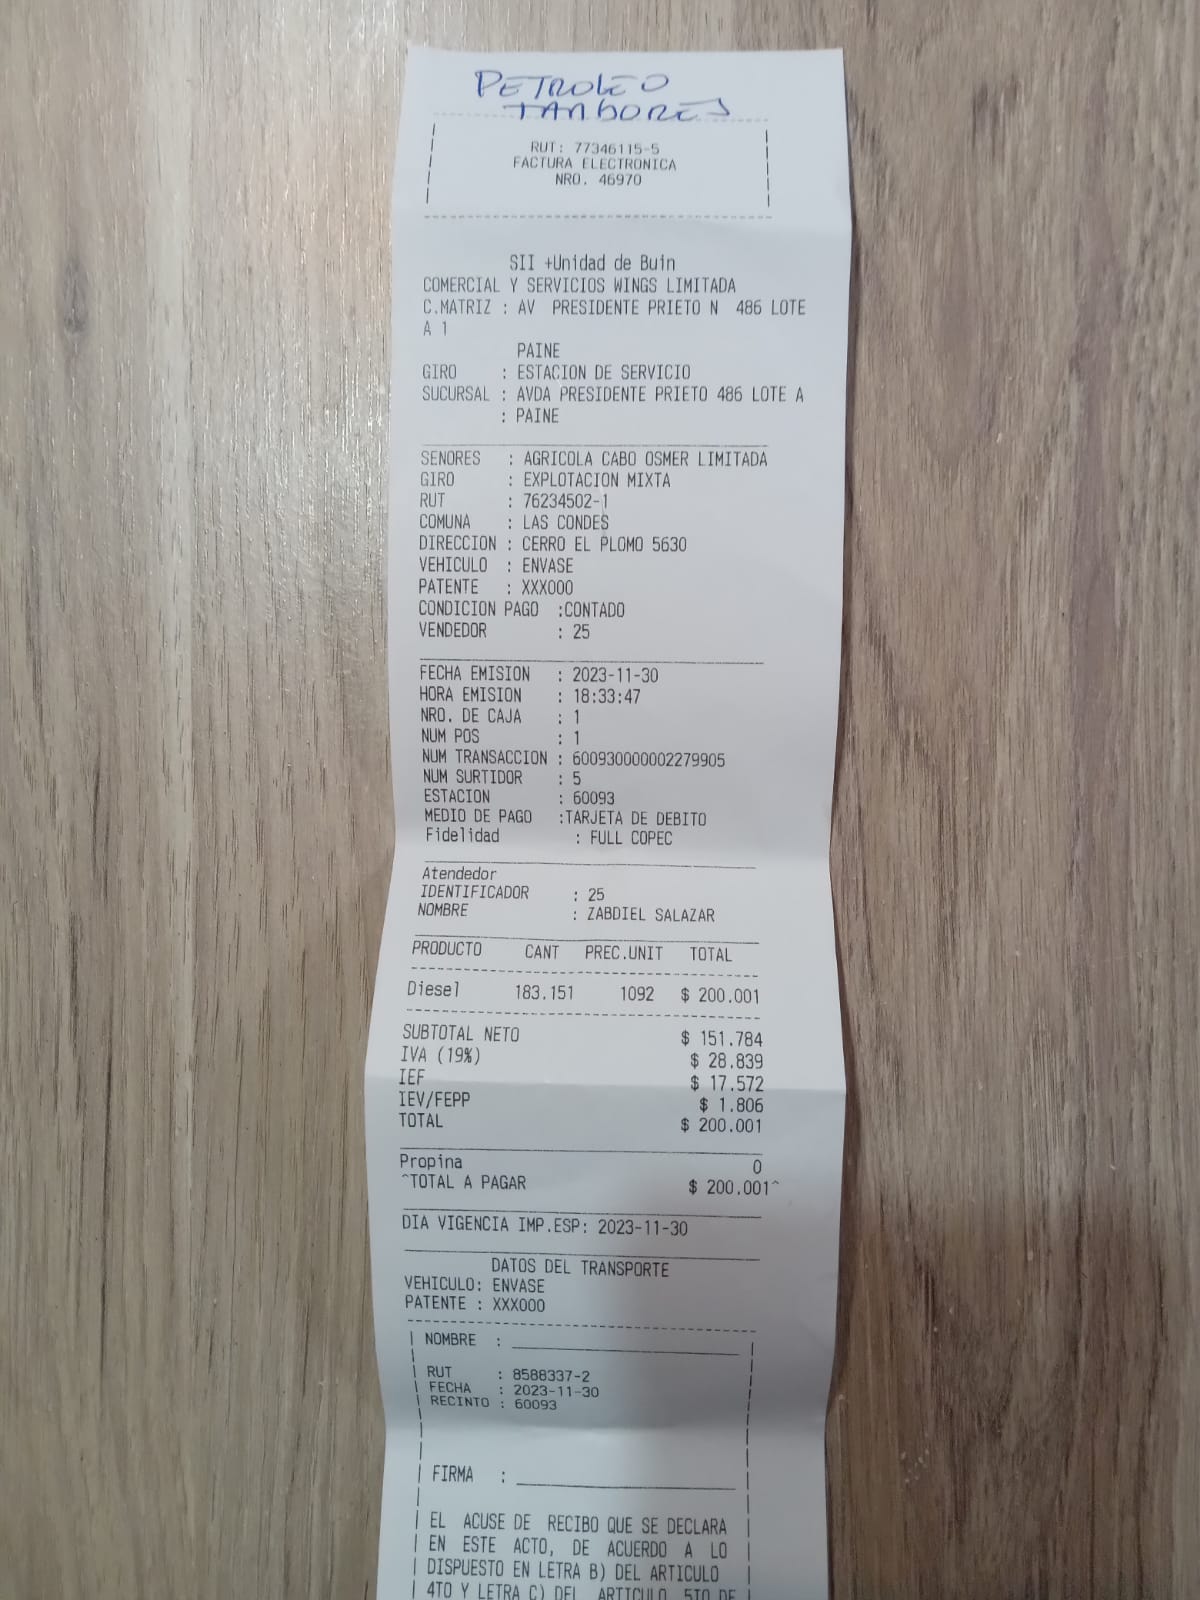 PETROLEO
TAMBORES
RUT: 77346115-5
FACTURA ELECTRONICA
NRO. 46970
SII +Unidad de Buin
COMERCIAL Y SERVICIOS WINGS LIMITADA
C.MATRIZ : AV PRESIDENTE PRIETO N 486 LOTE
A 1
PAINE
GIRO : ESTACION DE SERVICIO
SUCURSAL : AVDA PRESIDENTE PRIETO 486 LOTE A
: PAINE
SENORES : AGRICOLA CABO OSMER LIMITADA
GIRO : EXPLOTACION MIXTA
RUT : 76234502-1
COMUNA : LAS CONDES
DIRECCION : CERRO EL PLOMO 5630
VEHICULO : ENVASE
PATENTE : XXX000
CONDICION PAGO :CONTADO
VENDEDOR : 25
FECHA EMISION : 2023-11-30
HORA EMISION : 18:33:47
NRO. DE CAJA : 1
NUM POS : 1
NUM TRANSACCION : 600930000002279905
NUM SURTIDOR : 5
ESTACION : 60093
MEDIO DE PAGO :TARJETA DE DEBITO
Fidelidad : FULL COPEC
Atendedor
IDENTIFICADOR : 25
NOMBRE : ZABDIEL SALAZAR
PRODUCTO CANT PREC.UNIT TOTAL
Diesel 183.151 1092 $ 200.001
SUBTOTAL NETO $ 151.784
IVA (19%) $ 28.839
IEF $ 17.572
IEV/FEPP $ 1.806
TOTAL $ 200.001
Propina 0
^TOTAL A PAGAR $ 200.001^
DIA VIGENCIA IMP.ESP: 2023-11-30
DATOS DEL TRANSPORTE
VEHICULO: ENVASE
PATENTE : XXX000
NOMBRE :
RUT : 8588337-2
FECHA : 2023-11-30
RECINTO : 60093
FIRMA :
EL ACUSE DE RECIBO QUE SE DECLARA
EN ESTE ACTO, DE ACUERDO A LO
DISPUESTO EN LETRA B) DEL ARTICULO
4TO Y LETRA C) DEL ARTICULO 5TO DE